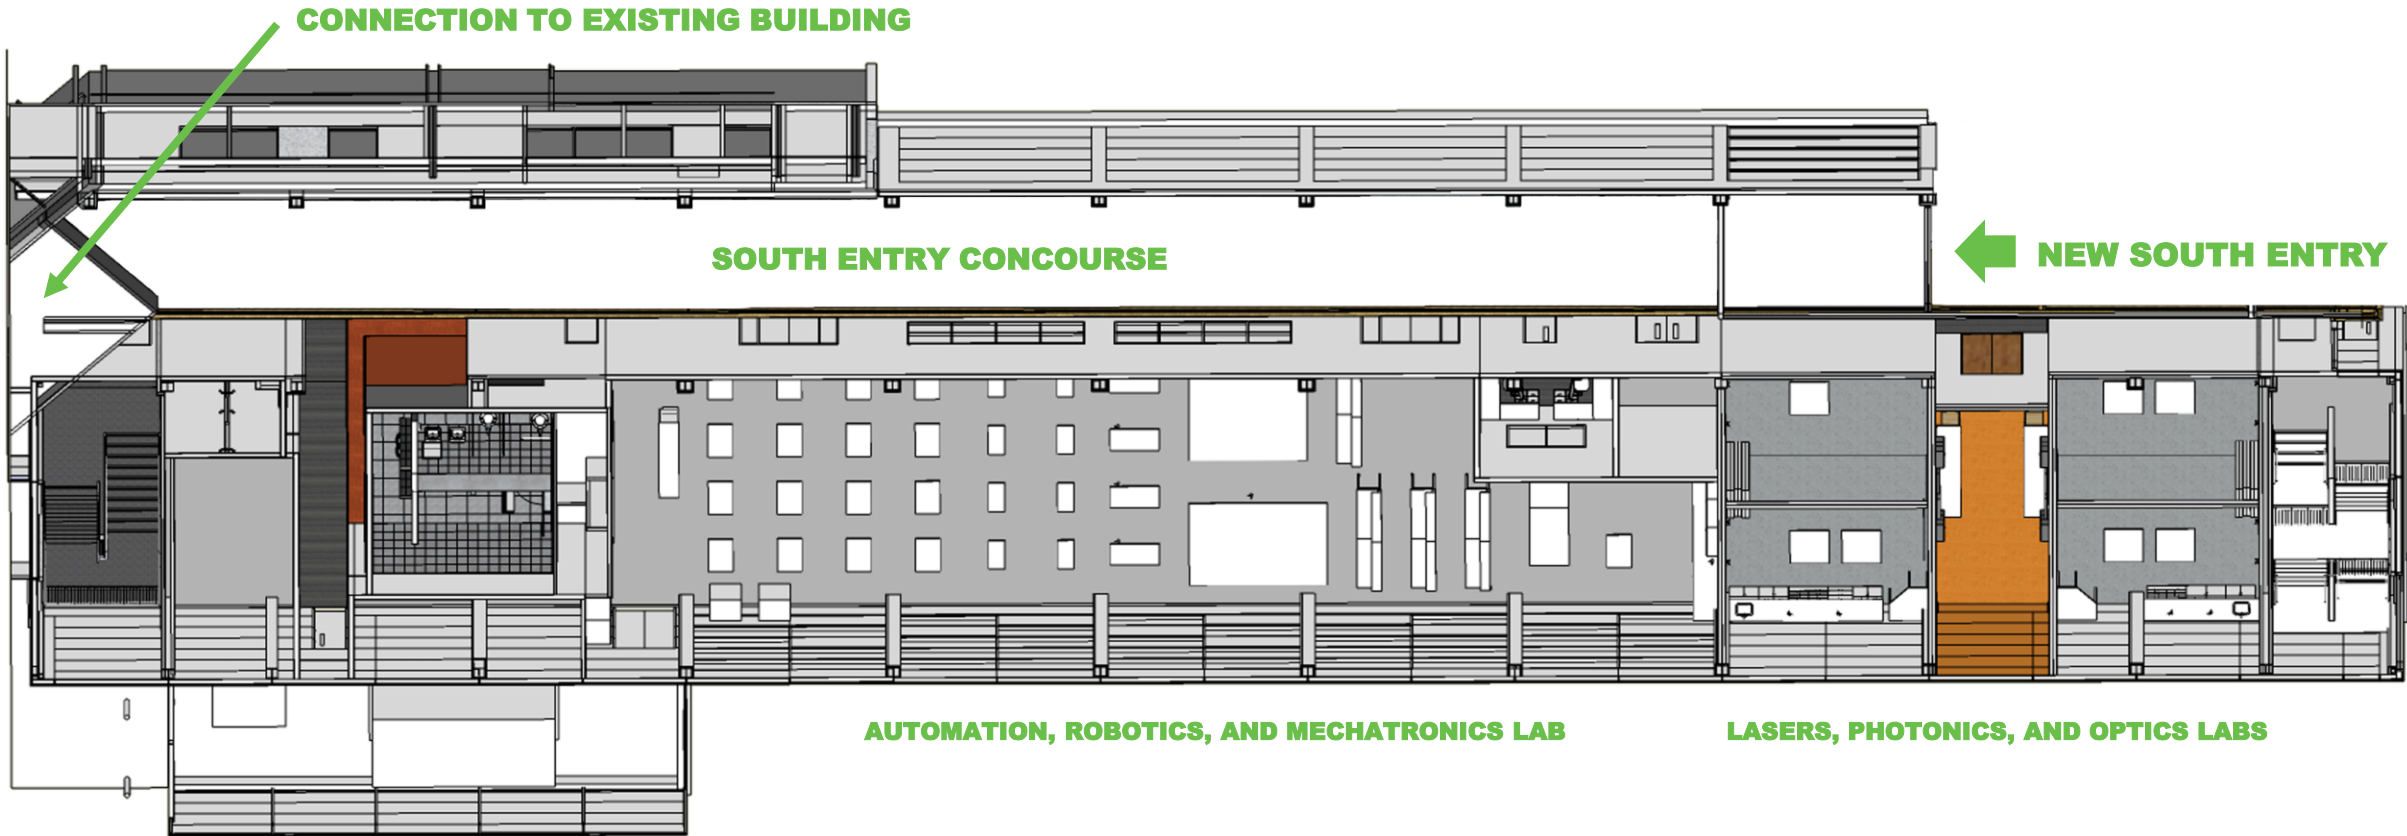 CONNECTION TO EXISTING BUILDING
SOUTH ENTRY CONCOURSE
NEW SOUTH ENTRY
AUTOMATION, ROBOTICS, AND MECHATRONICS LAB
LASERS, PHOTONICS, AND OPTICS LABS